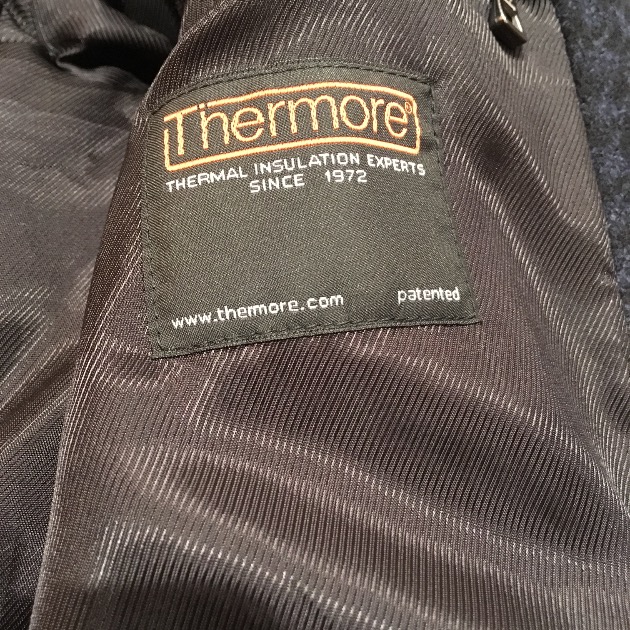 Thermore®
THERMAL INSULATION EXPERTS
SINCE 1972
www.thermore.com patented